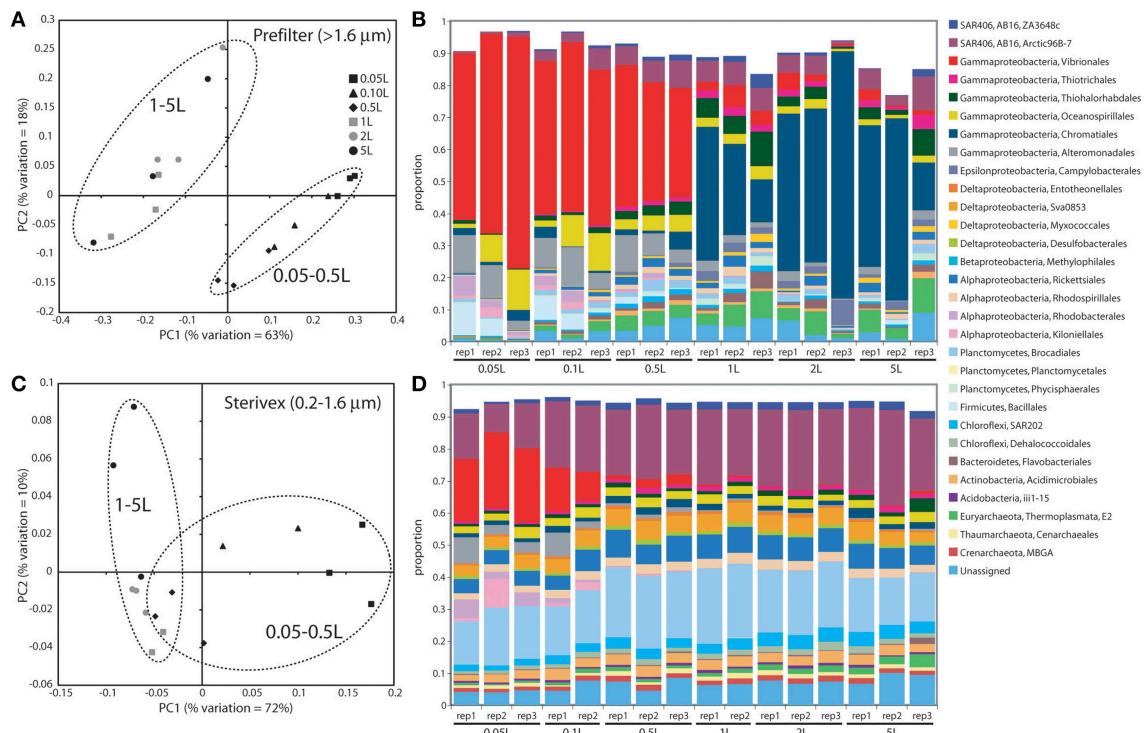 A
Prefilter (>1.6 μm)
0.3
0.25
0.2
0.15
0.1
0.05
0
-0.05
-0.1
-0.15
-0.2
PC2 (% variation = 18%)
1-5L
0.05-0.5L
0.05L
0.10L
0.5L
1L
2L
5L
-0.4
-0.3
-0.2
-0.1
0
0.1
0.2
0.3
0.4
PC1 (% variation = 63%)
B
1
0.9
0.8
0.7
0.6
0.5
0.4
0.3
0.2
0.1
0
proportion
rep1 rep2 rep3 rep1 rep2 rep3 rep1 rep2 rep3 rep1 rep2 rep3 rep1 rep2 rep3 rep1 rep2 rep3
0.05L 0.1L 0.5L 1L 2L 5L
SAR406, AB16, ZA3648c
SAR406, AB16, Arctic96B-7
Gammaproteobacteria, Vibrionales
Gammaproteobacteria, Thiotrichales
Gammaproteobacteria, Thiohalorhabdales
Gammaproteobacteria, Oceanospirillales
Gammaproteobacteria, Chromatiales
Gammaproteobacteria, Alteromonadales
Epsilonproteobacteria, Campylobacterales
Deltaproteobacteria, Entotheonellales
Deltaproteobacteria, Sva0853
Deltaproteobacteria, Myxococcales
Deltaproteobacteria, Desulfobacterales
Betaproteobacteria, Methylophilales
Alphaproteobacteria, Rickettsiales
Alphaproteobacteria, Rhodospirillales
Alphaproteobacteria, Rhodobacterales
Alphaproteobacteria, Kiloniellales
Planctomycetes, Brocadiales
Planctomycetes, Planctomycetales
Planctomycetes, Phycisphaerales
Firmicutes, Bacillales
Chloroflexi, SAR202
Chloroflexi, Dehalococcoidales
Bacteroidetes, Flavobacteriales
Actinobacteria, Acidimicrobiales
Acidobacteria, iii1-15
Euryarchaeota, Thermoplasmata, E2
Thaumarchaeota, Cenarchaeales
Crenarchaeota, MBGA
Unassigned
C
Sterivex (0.2-1.6 μm)
0.1
0.08
0.06
0.04
0.02
0
-0.02
-0.04
-0.06
PC2 (% variation = 10%)
1-5L
0.05-0.5L
-0.15
-0.1
-0.05
0
0.05
0.1
0.15
0.2
PC1 (% variation = 72%)
D
1
0.9
0.8
0.7
0.6
0.5
0.4
0.3
0.2
0.1
0
proportion
rep1 rep2 rep3 rep1 rep2 rep1 rep2 rep3 rep1 rep2 rep1 rep2 rep3 rep1 rep2 rep3
0.05L 0.1L 0.5L 1L 2L 5L